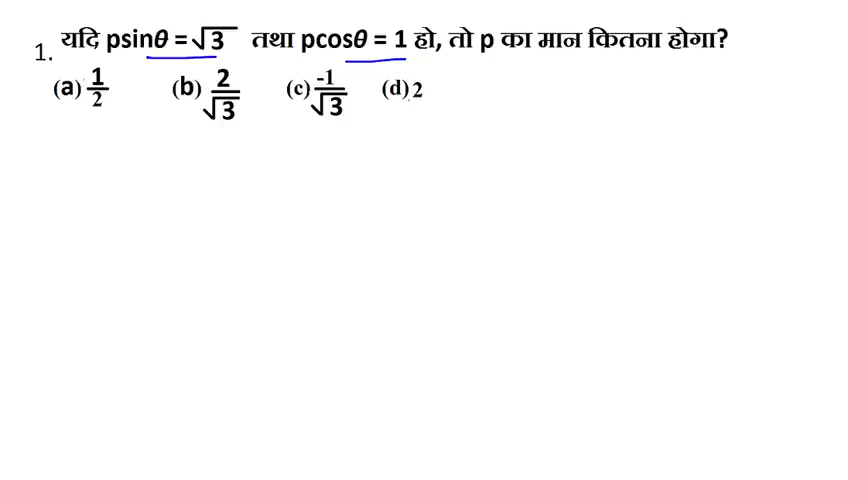 1. यदि psinθ = √3 तथा pcosθ = 1 हो, तो p का मान कितना होगा?
(a) 1/2 (b) 2/√3 (c) -1/√3 (d) 2